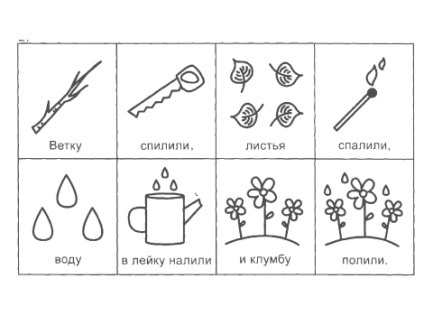 Ветку спилили, листья спалили,
воду в лейку налили и клумбу полили.